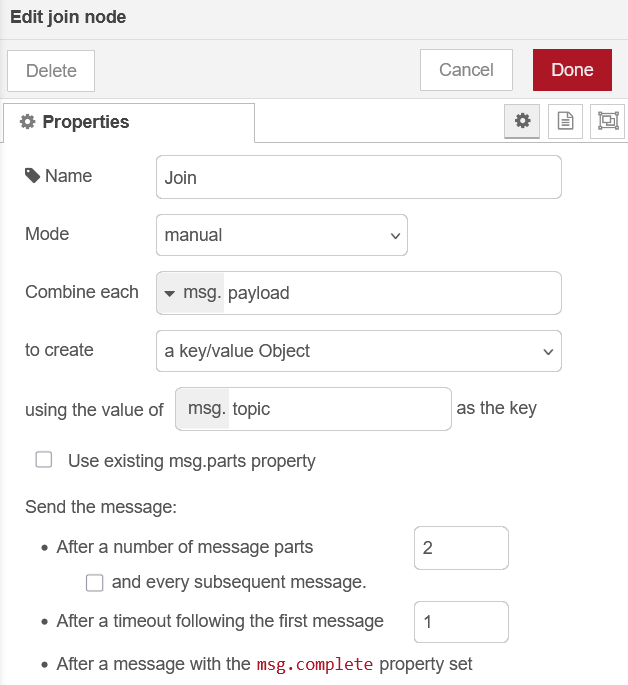 Edit join node
Delete
Cancel
Done
Properties
Name
Join
Mode
manual
Combine each
msg. payload
to create
a key/value Object
using the value of
msg. topic
as the key
Use existing msg.parts property
Send the message:
• After a number of message parts
2
and every subsequent message.
• After a timeout following the first message
1
• After a message with the msg.complete property set